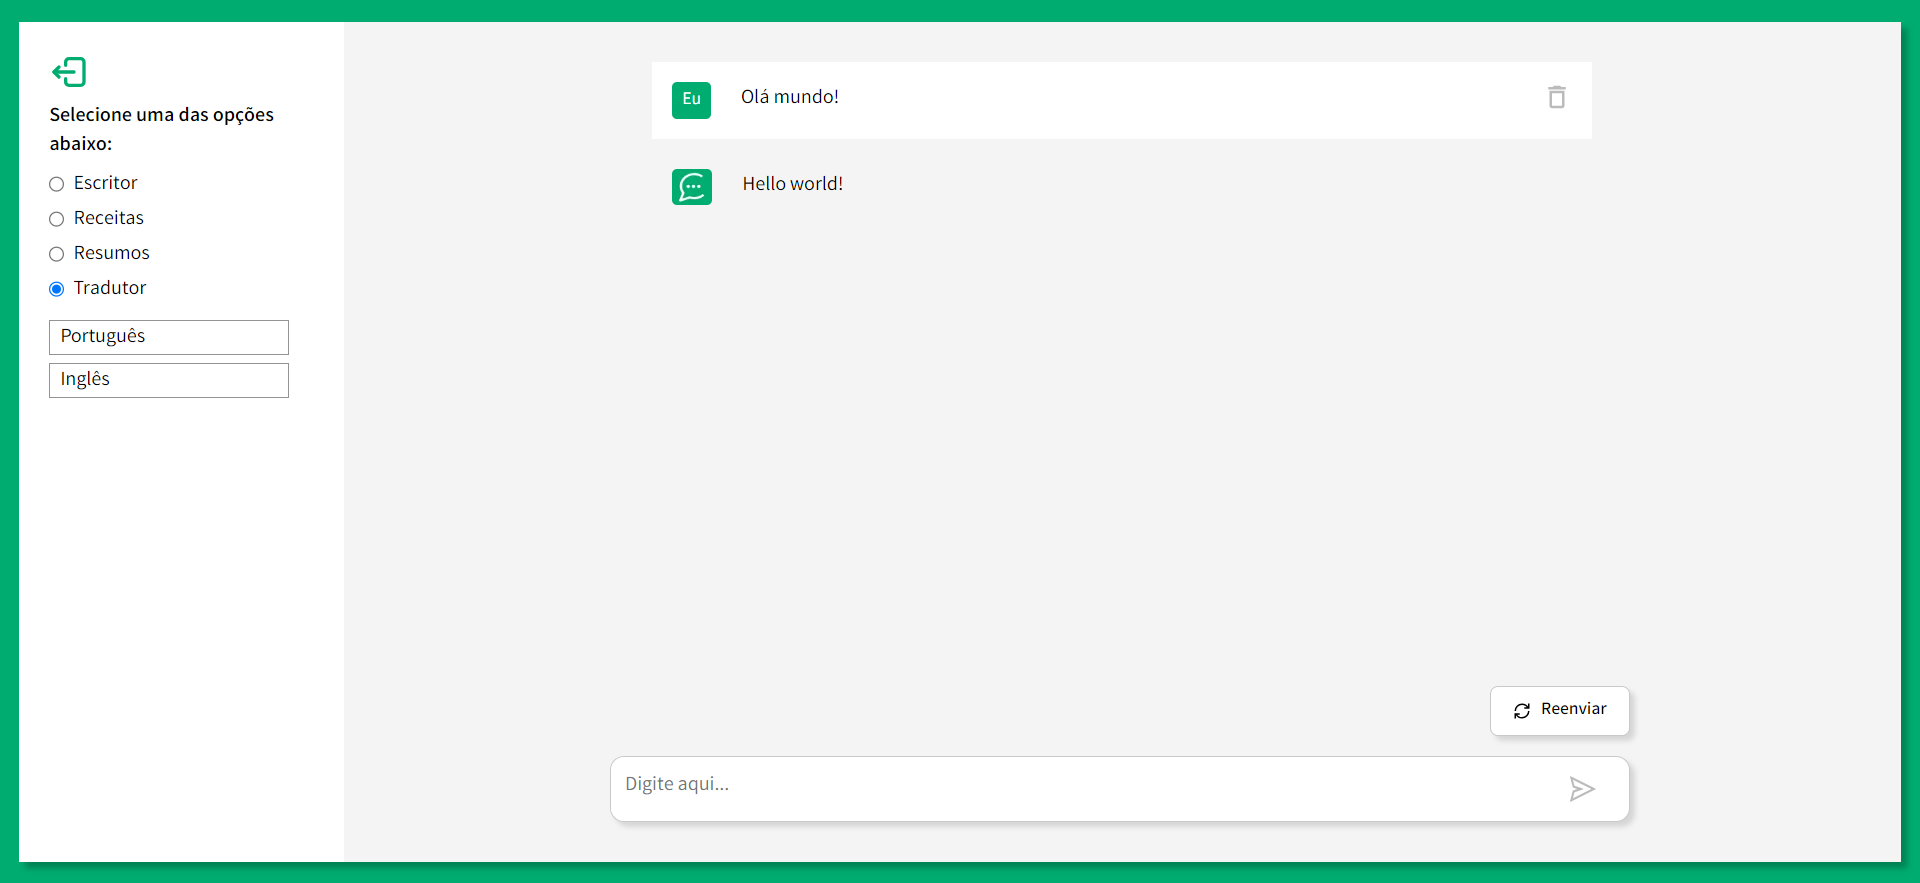 Selecione uma das opções
abaixo:
Escritor
Receitas
Resumos
Tradutor
Português
Inglês
Eu
Olá mundo!
Hello world!
Reenviar
Digite aqui...